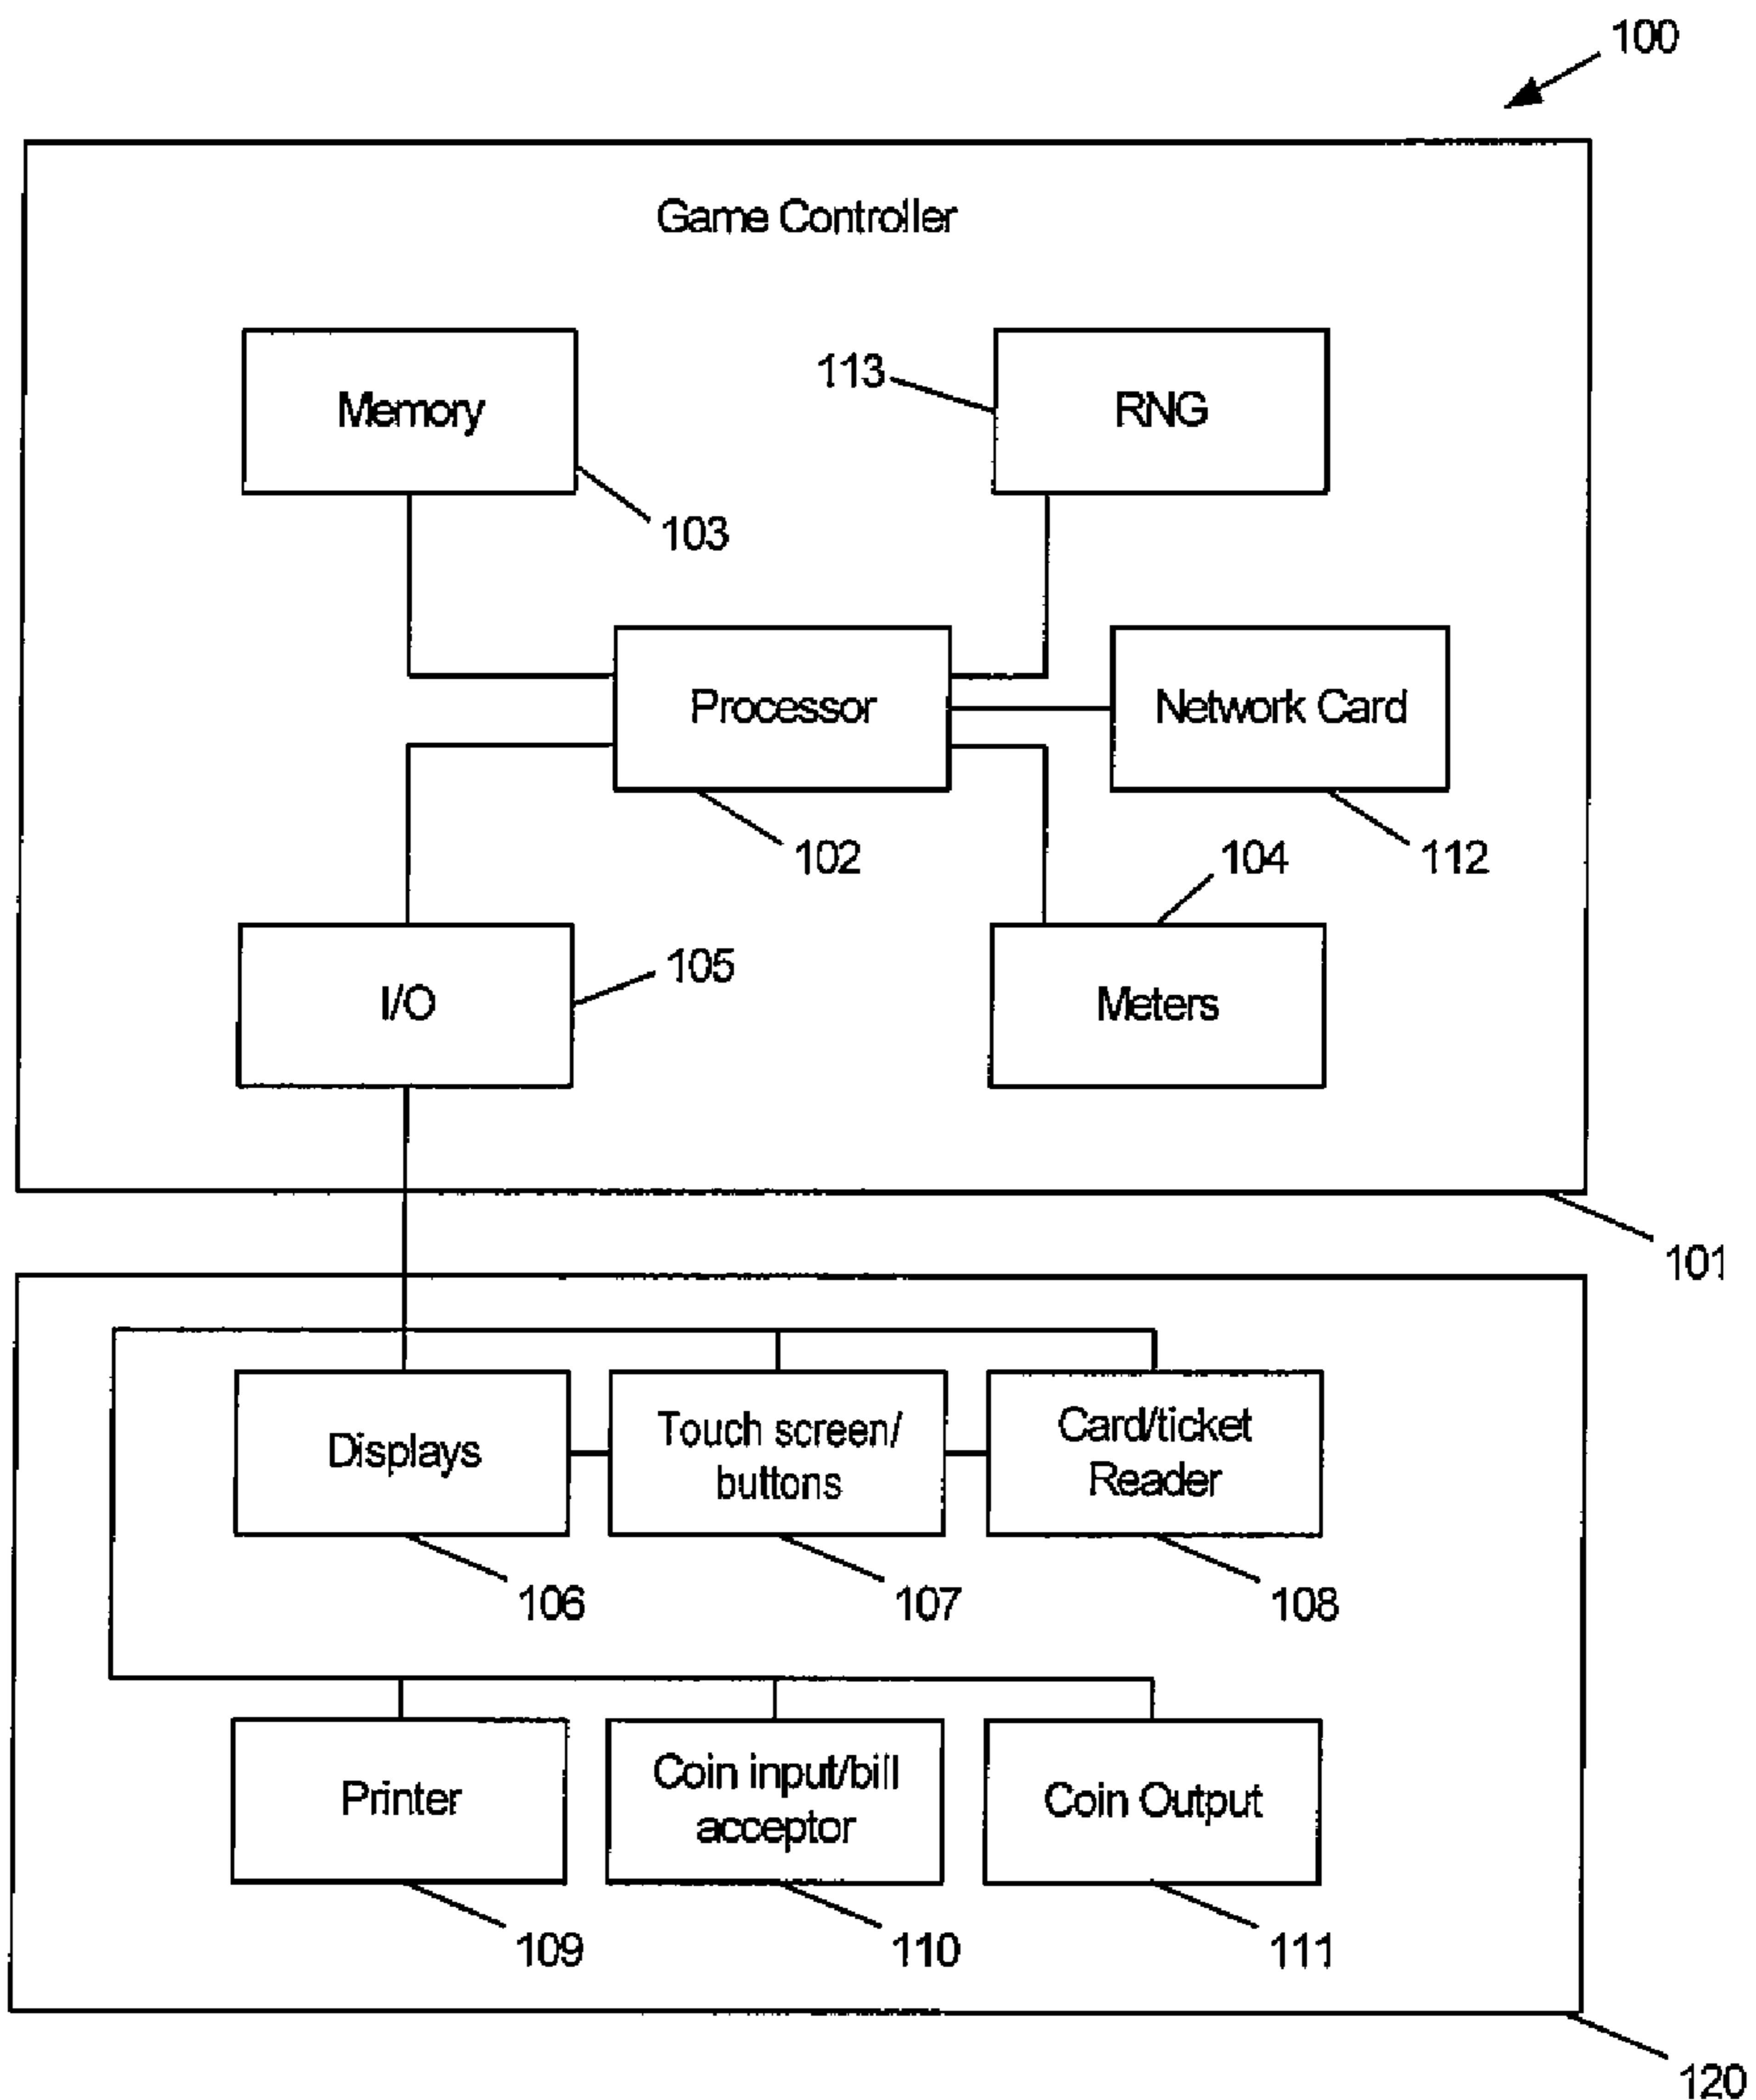 100
Game Controller
Memory
113
RNG
103
Processor
Network Card
102
104
112
I/O
105
Meters
101
Displays
Touch screen/
buttons
Card/ticket
Reader
106
107
108
Printer
Coin input/bill
acceptor
Coin Output
109
110
111
120